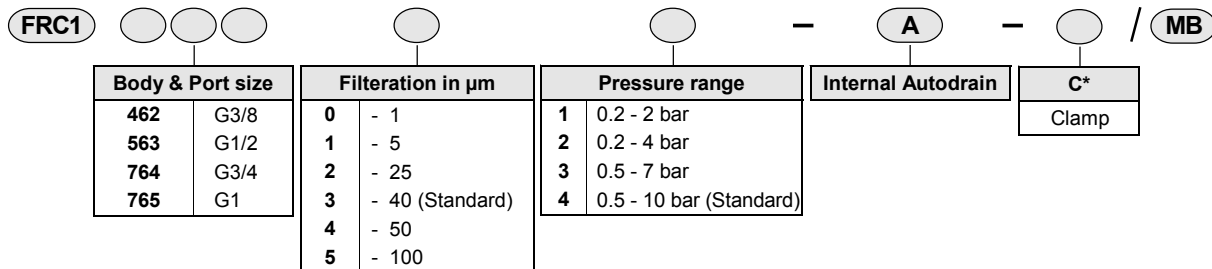 FRC1 – A – / MB
Body & Port size Filteration in µm Pressure range Internal Autodrain C*
462 G3/8 0 - 1 1 0.2 - 2 bar Clamp
563 G1/2 1 - 5 2 0.2 - 4 bar
764 G3/4 2 - 25 3 0.5 - 7 bar
765 G1 3 - 40 (Standard) 4 0.5 - 10 bar (Standard)
4 - 50
5 - 100